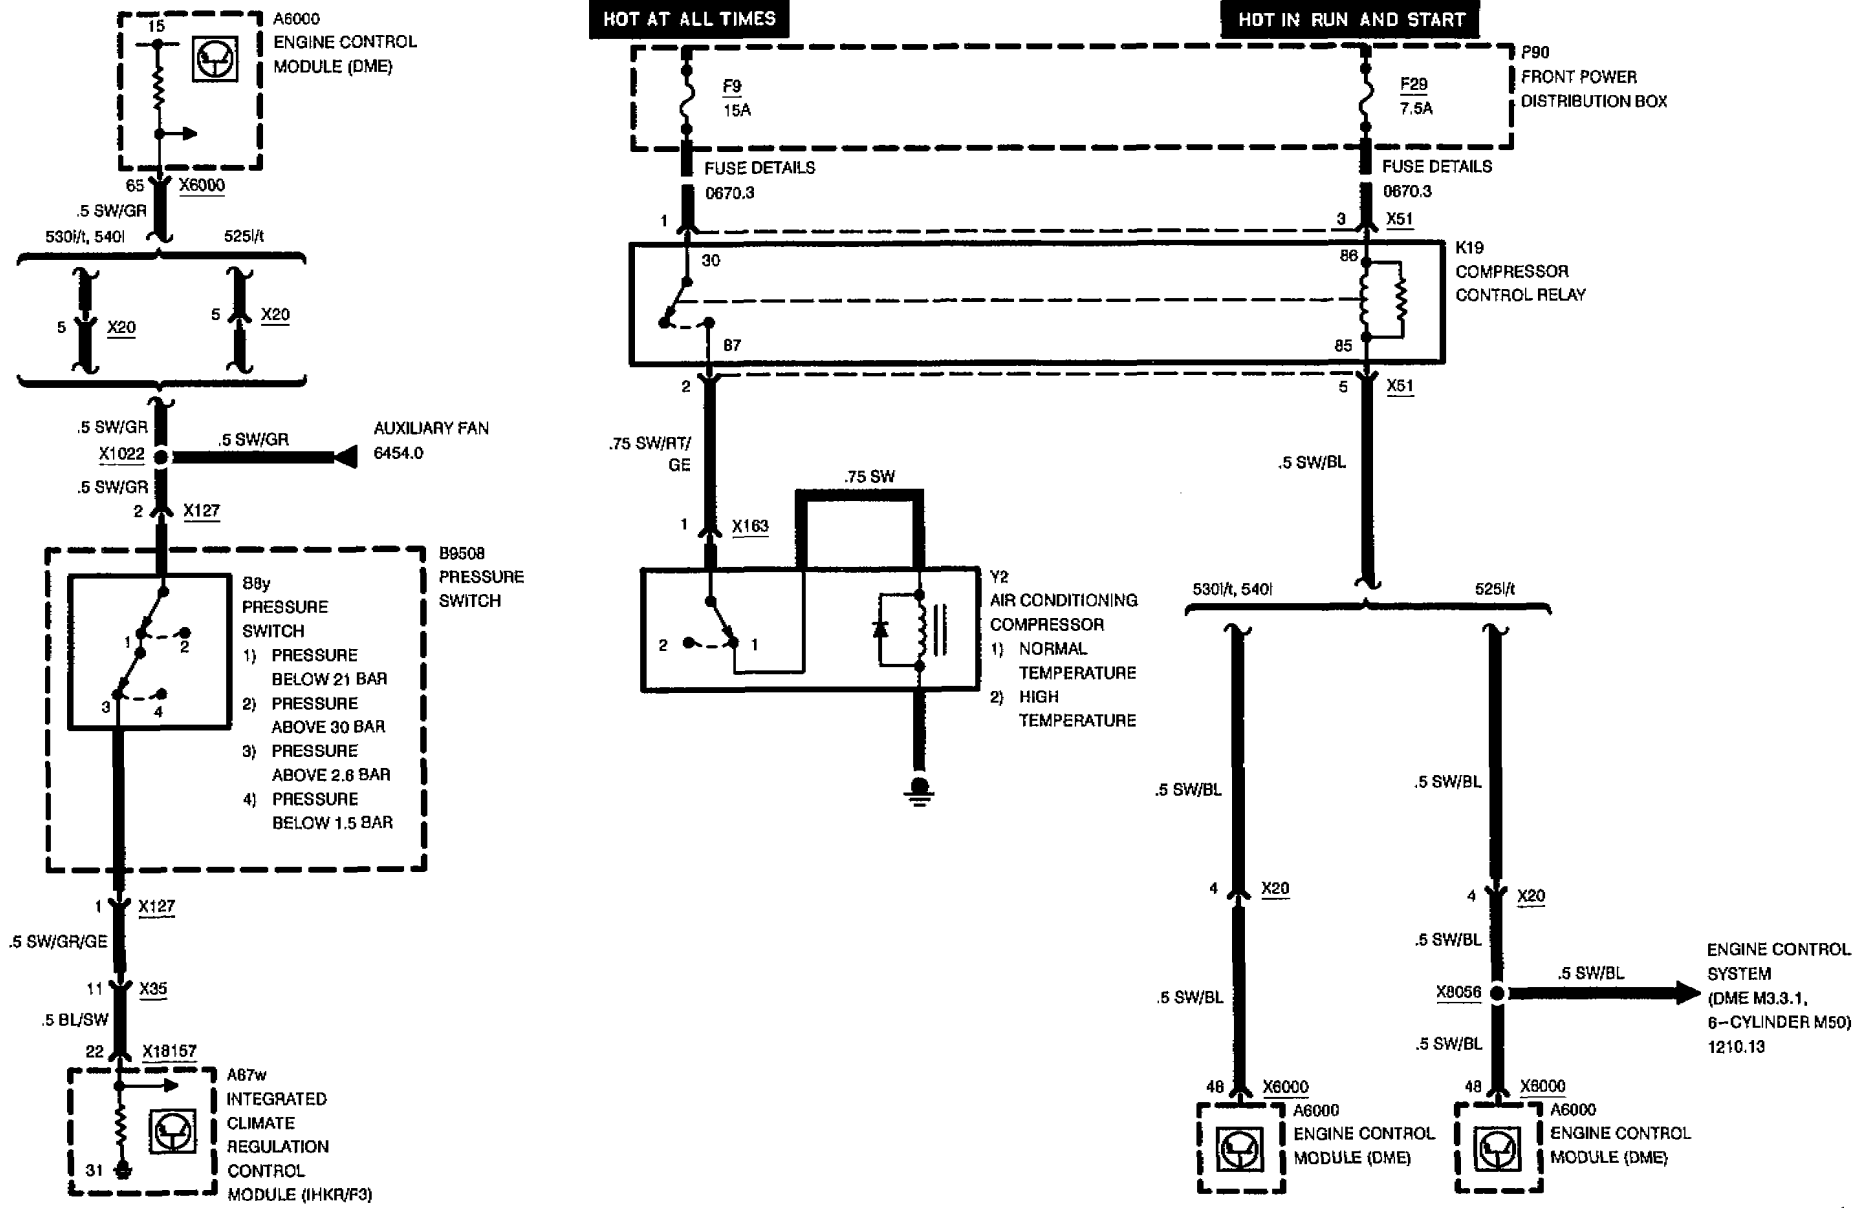 15
A6000
ENGINE CONTROL
MODULE (DME)
65
X6000
.5 SW/GR
530i/t, 540i
525i/t
5
X20
5
X20
.5 SW/GR
X1022
.5 SW/GR
AUXILIARY FAN
6454.0
.5 SW/GR
2
X127
B9508
PRESSURE
SWITCH
B8y
PRESSURE
SWITCH
1) PRESSURE
BELOW 21 BAR
2) PRESSURE
ABOVE 30 BAR
3) PRESSURE
ABOVE 2.6 BAR
4) PRESSURE
BELOW 1.5 BAR
1
2
3
4
1
X127
.5 SW/GR/GE
11
X35
.5 BL/SW
22
X18157
A87w
INTEGRATED
CLIMATE
REGULATION
CONTROL
MODULE (IHKR/F3)
31
HOT AT ALL TIMES
HOT IN RUN AND START
P90
FRONT POWER
DISTRIBUTION BOX
F9
15A
F29
7.5A
FUSE DETAILS
0670.3
FUSE DETAILS
0670.3
1
3
X51
30
86
K19
COMPRESSOR
CONTROL RELAY
87
85
2
5
X51
.75 SW/RT/
GE
.5 SW/BL
.75 SW
1
X163
2
1
Y2
AIR CONDITIONING
COMPRESSOR
1) NORMAL
TEMPERATURE
2) HIGH
TEMPERATURE
530i/t, 540i
525i/t
.5 SW/BL
.5 SW/BL
4
X20
4
X20
.5 SW/BL
.5 SW/BL
X8056
.5 SW/BL
ENGINE CONTROL
SYSTEM
(DME M3.3.1,
6-CYLINDER M50)
1210.13
.5 SW/BL
48
X6000
48
X6000
A6000
ENGINE CONTROL
MODULE (DME)
A6000
ENGINE CONTROL
MODULE (DME)